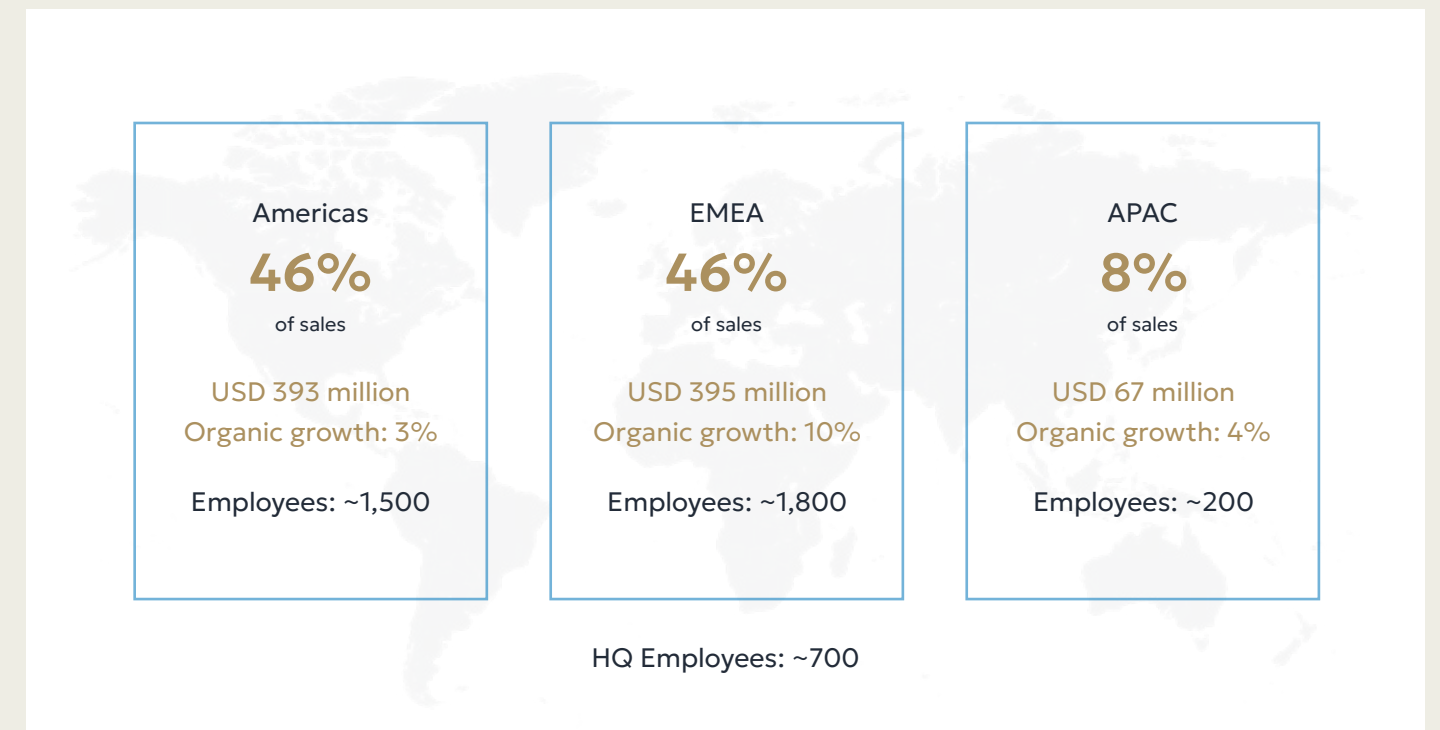 Americas
46%
of sales
USD 393 million
Organic growth: 3%
Employees: ~1,500
EMEA
46%
of sales
USD 395 million
Organic growth: 10%
Employees: ~1,800
APAC
8%
of sales
USD 67 million
Organic growth: 4%
Employees: ~200
HQ Employees: ~700